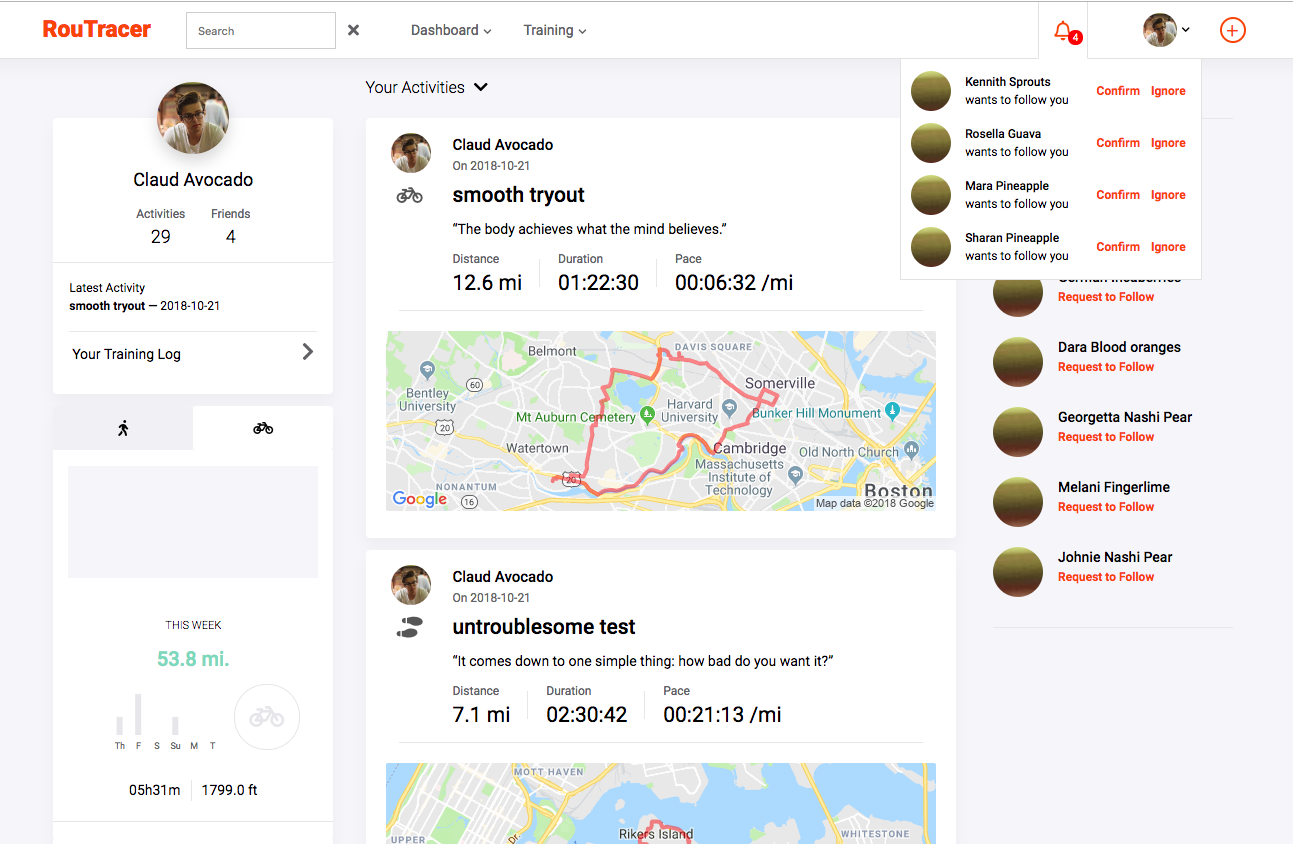 RouTracer
Search
Dashboard
Training
4
Claud Avocado
Activities
Friends
29
4
Latest Activity
smooth tryout — 2018-10-21
Your Training Log
THIS WEEK
53.8 mi.
Th F S Su M T
05h31m
1799.0 ft
Your Activities
Claud Avocado
On 2018-10-21
smooth tryout
“The body achieves what the mind believes.”
Distance
Duration
Pace
12.6 mi
01:22:30
00:06:32 /mi
DAVIS SQUARE
Belmont
60
Somerville
Bentley
University
Harvard
University
Mt Auburn Cemetery
Bunker Hill Monument
20
Watertown
Cambridge
Old North Church
Massachusetts
Institute of
Technology
20
NONANTUM
16
Boston
Google
Map data ©2018 Google
Claud Avocado
On 2018-10-21
untroublesome test
“It comes down to one simple thing: how bad do you want it?”
Distance
Duration
Pace
7.1 mi
02:30:42
00:21:13 /mi
MOTT HAVEN
Rikers Island
WHITESTONE
UPPER
Dr.
Kennith Sprouts
wants to follow you
Confirm
Ignore
Rosella Guava
wants to follow you
Confirm
Ignore
Mara Pineapple
wants to follow you
Confirm
Ignore
Sharan Pineapple
wants to follow you
Confirm
Ignore
Request to Follow
Dara Blood oranges
Request to Follow
Georgetta Nashi Pear
Request to Follow
Melani Fingerlime
Request to Follow
Johnie Nashi Pear
Request to Follow